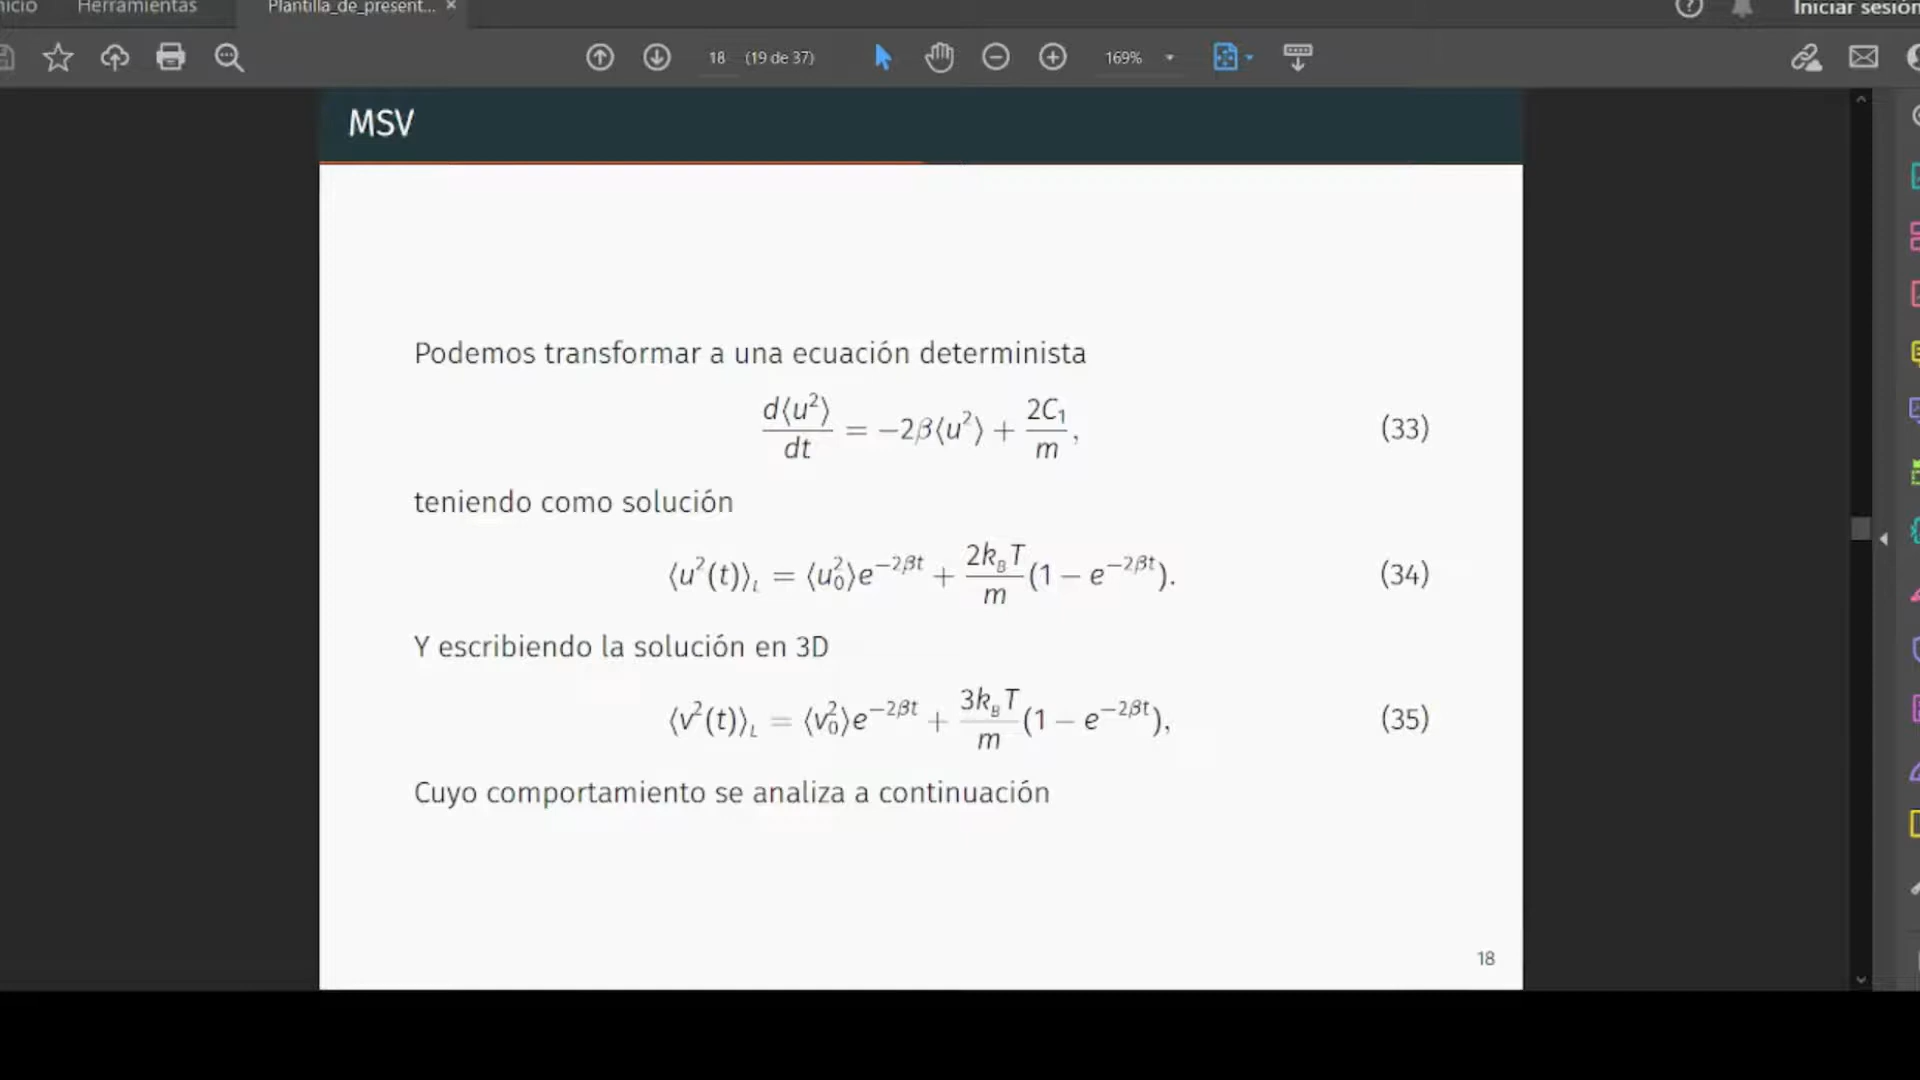 nicio Herramientas Plantilla_de_present... × Iniciar sesión
18 (19 de 37) 169%
MSV
Podemos transformar a una ecuación determinista
d⟨u²⟩/dt = −2β⟨u²⟩ + 2C₁/m, (33)
teniendo como solución
⟨u²(t)⟩_L = ⟨u₀²⟩e^{−2βt} + 2k_BT/m (1 − e^{−2βt}). (34)
Y escribiendo la solución en 3D
⟨v²(t)⟩_L = ⟨v₀²⟩e^{−2βt} + 3k_BT/m (1 − e^{−2βt}), (35)
Cuyo comportamiento se analiza a continuación
18